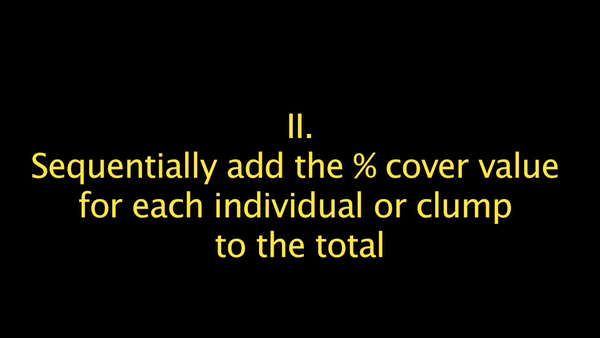 II.
Sequentially add the % cover value
for each individual or clump
to the total